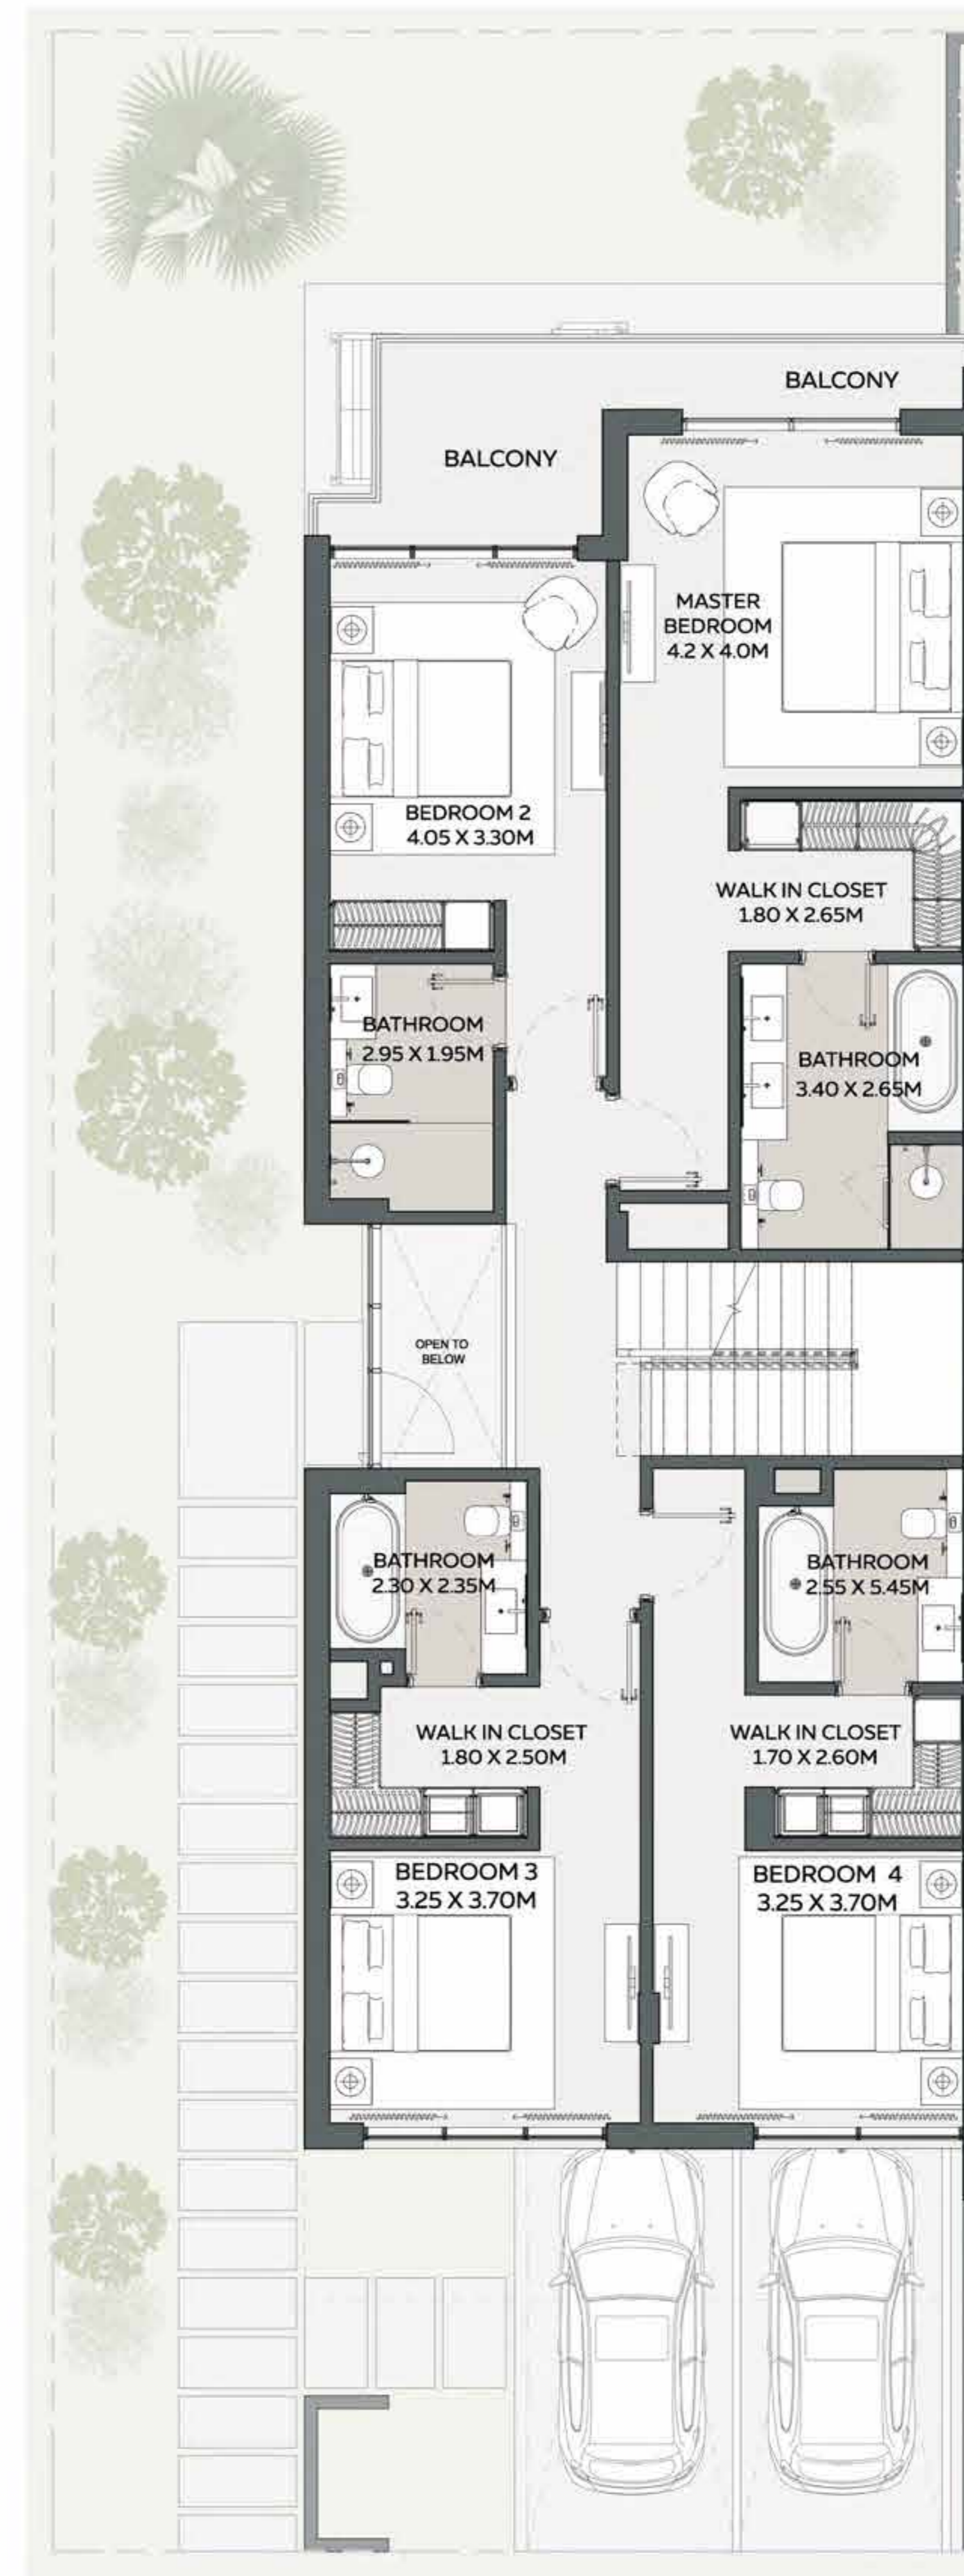 BALCONY
BALCONY
MASTER
BEDROOM
4.2 X 4.0M
BEDROOM 2
4.05 X 3.30M
WALK IN CLOSET
1.80 X 2.65M
BATHROOM
2.95 X 1.95M
BATHROOM
3.40 X 2.65M
OPEN TO
BELOW
BATHROOM
2.30 X 2.35M
BATHROOM
2.55 X 5.45M
WALK IN CLOSET
1.80 X 2.50M
WALK IN CLOSET
1.70 X 2.60M
BEDROOM 3
3.25 X 3.70M
BEDROOM 4
3.25 X 3.70M